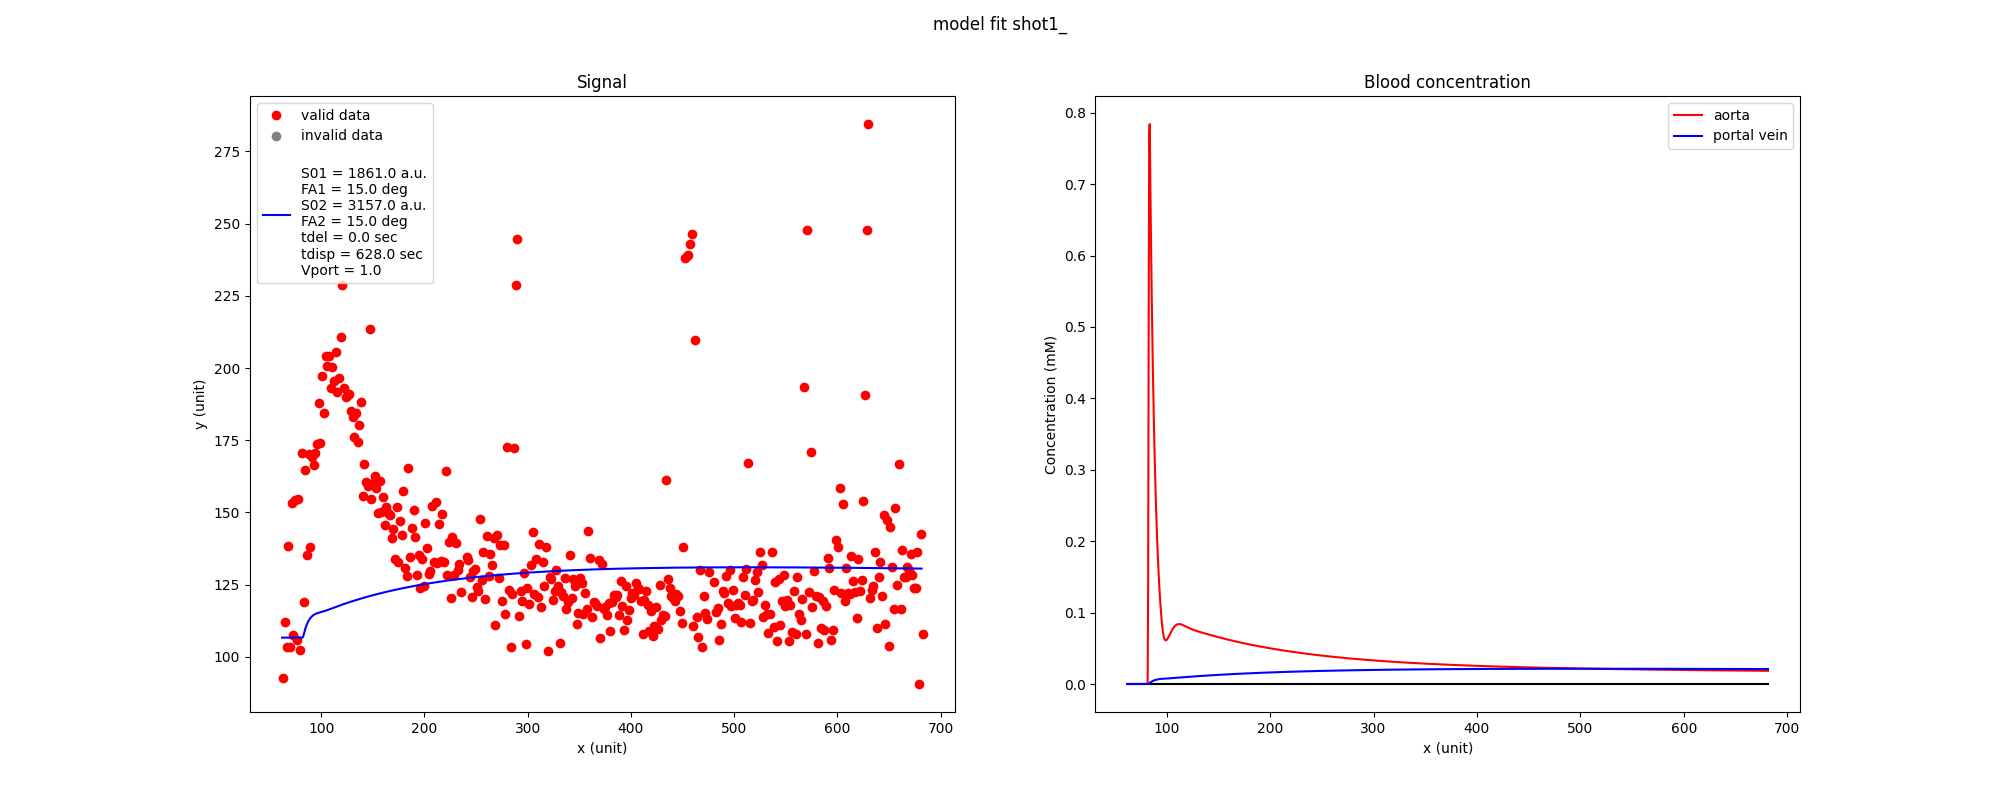 model fit shot1_
Signal
valid data
invalid data
S01 = 1861.0 a.u.
FA1 = 15.0 deg
S02 = 3157.0 a.u.
FA2 = 15.0 deg
tdel = 0.0 sec
tdisp = 628.0 sec
Vport = 1.0
275
250
225
200
175
150
125
100
y (unit)
100 200 300 400 500 600 700
x (unit)
Blood concentration
aorta
portal vein
0.8
0.7
0.6
0.5
0.4
0.3
0.2
0.1
0.0
Concentration (mM)
100 200 300 400 500 600 700
x (unit)